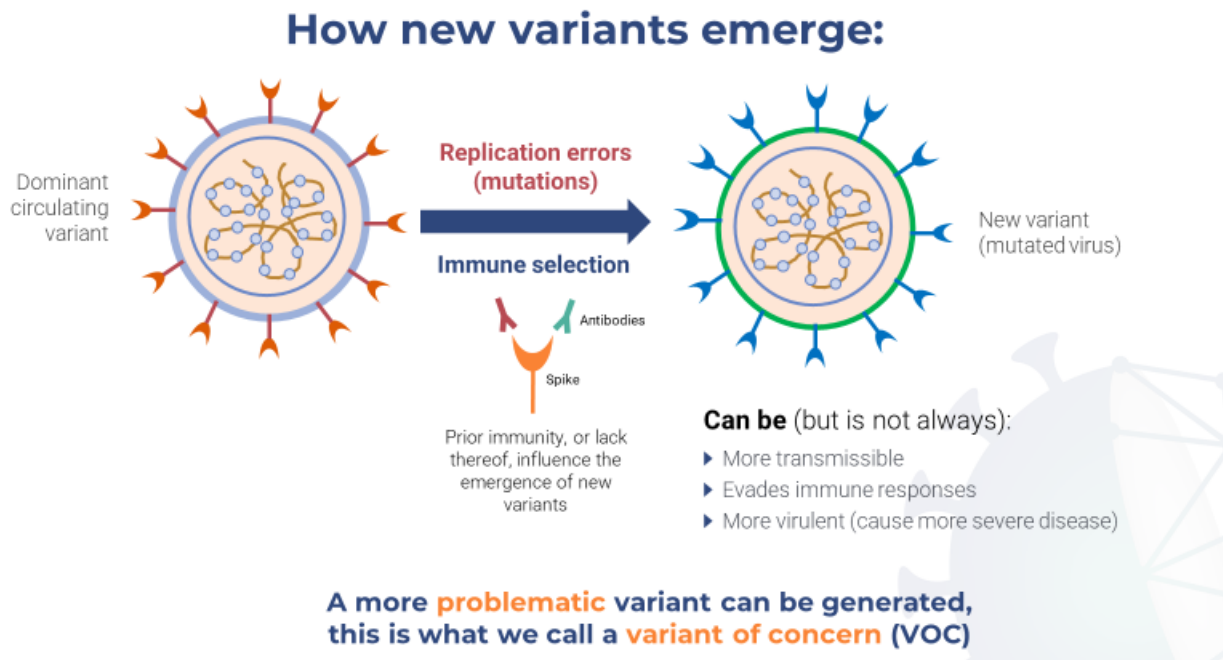 How new variants emerge:
Dominant
circulating
variant
Replication errors
(mutations)
Immune selection
Antibodies
Spike
Prior immunity, or lack
thereof, influence the
emergence of new
variants
New variant
(mutated virus)
Can be (but is not always):
More transmissible
Evades immune responses
More virulent (cause more severe disease)
A more problematic variant can be generated,
this is what we call a variant of concern (VOC)